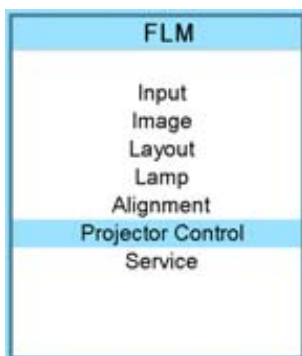 FLM
Input
Image
Layout
Lamp
Alignment
Projector Control
Service